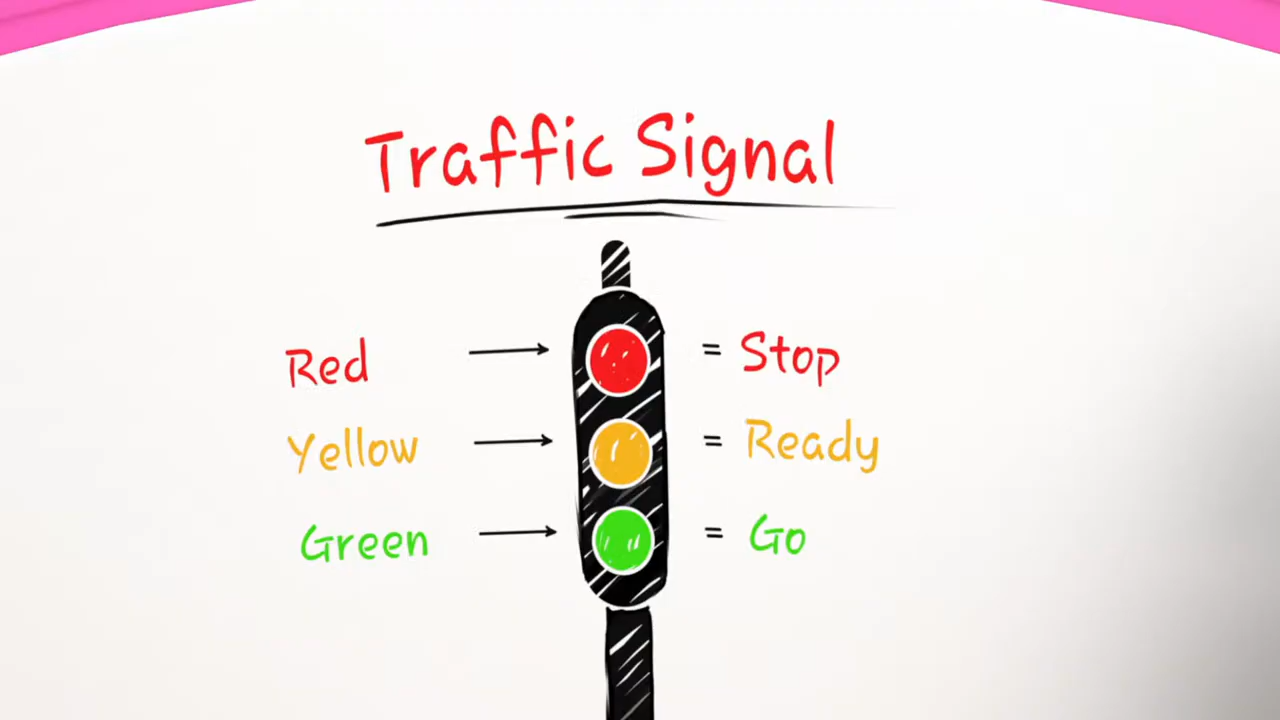 Traffic Signal
Red = Stop
Yellow = Ready
Green = Go